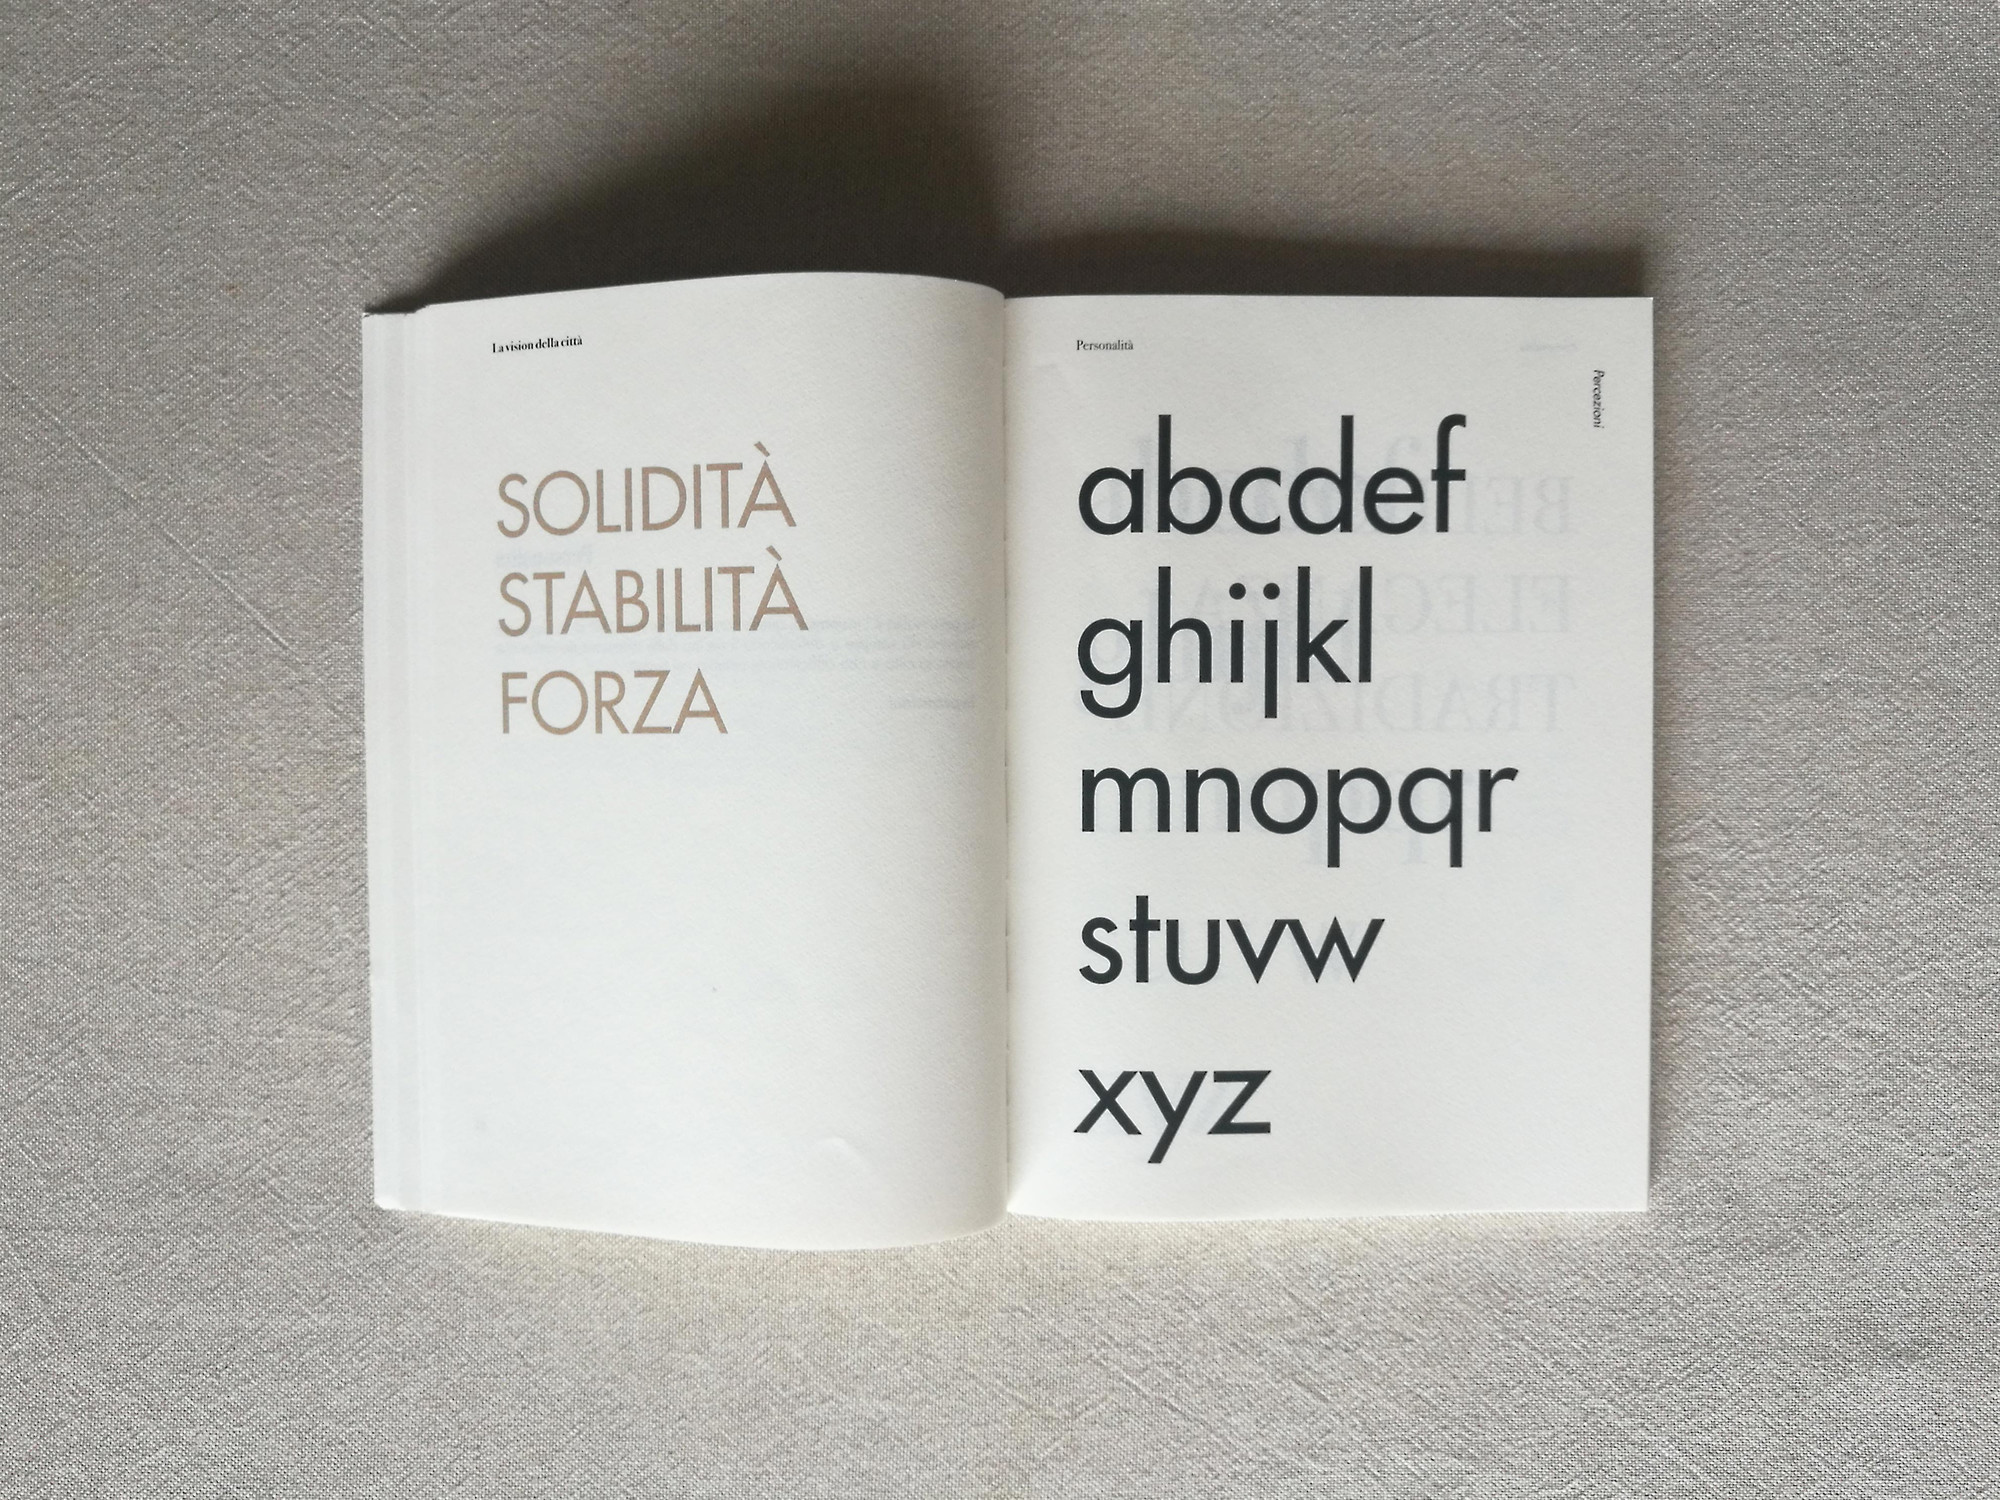 La vision della città
SOLIDITÀ
STABILITÀ
FORZA
Personalità
Percezioni
abcdef
ghijkl
mnopqr
stuvw
xyz